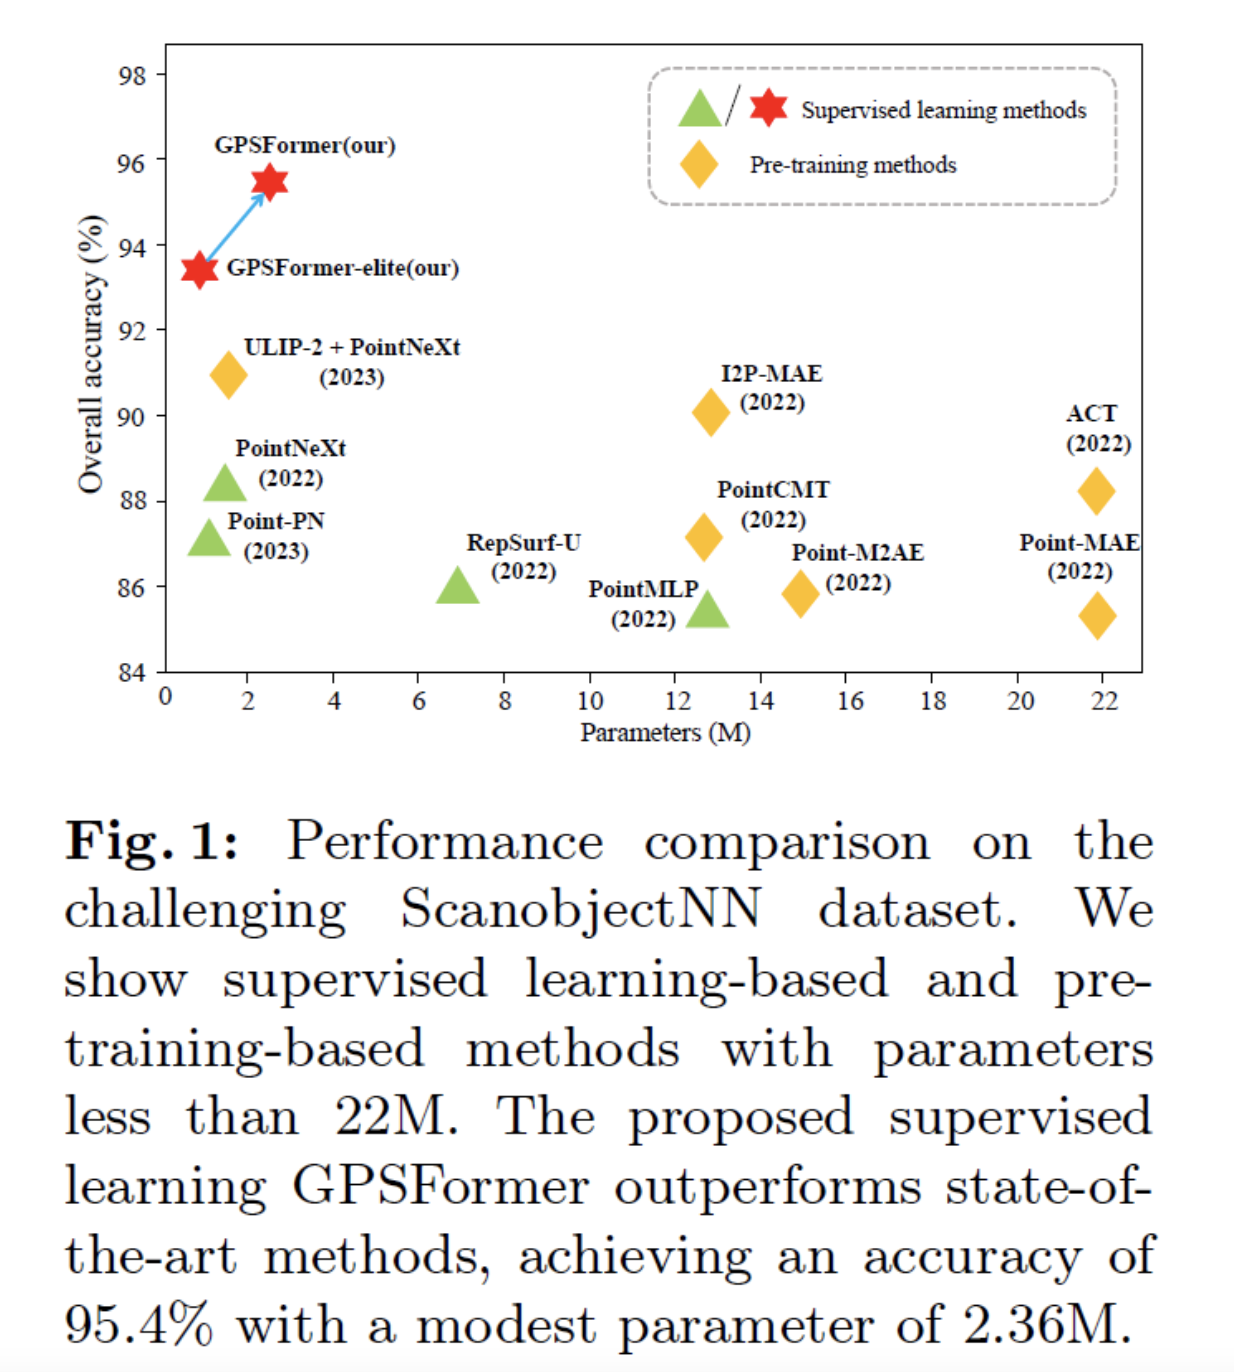 98
96
94
92
90
88
86
84
Overall accuracy (%)
0 2 4 6 8 10 12 14 16 18 20 22
Parameters (M)
Supervised learning methods
Pre-training methods
GPSFormer(our)
GPSFormer-elite(our)
ULIP-2 + PointNeXt
(2023)
PointNeXt
(2022)
Point-PN
(2023)
RepSurf-U
(2022)
I2P-MAE
(2022)
PointCMT
(2022)
PointMLP
(2022)
Point-M2AE
(2022)
ACT
(2022)
Point-MAE
(2022)
Fig. 1: Performance comparison on the
challenging ScanobjectNN dataset. We
show supervised learning-based and pre-
training-based methods with parameters
less than 22M. The proposed supervised
learning GPSFormer outperforms state-of-
the-art methods, achieving an accuracy of
95.4% with a modest parameter of 2.36M.